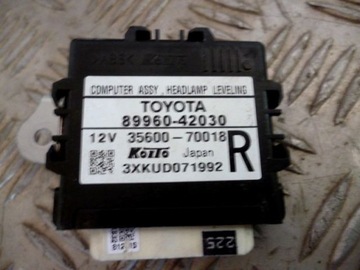 COMPUTER ASSY, HEADLAMP LEVELING
TOYOTA
89960-42030
12V 35600-70018
KOITO Japan R
3XKUD071992
225